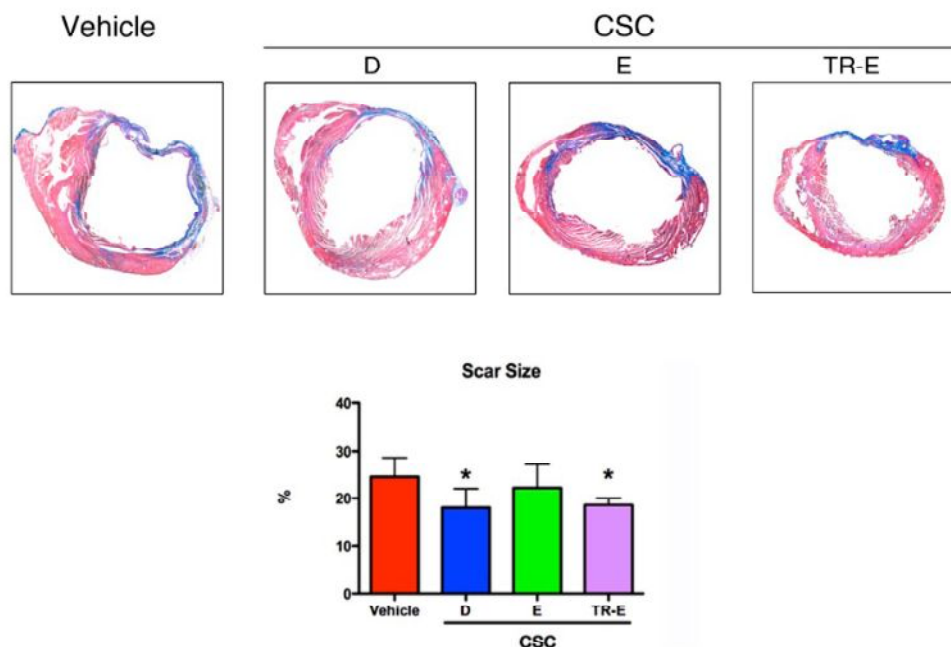 Vehicle
CSC
D E TR-E
Scar Size
40
30
20
10
0
%
* *
Vehicle D E TR-E
CSC